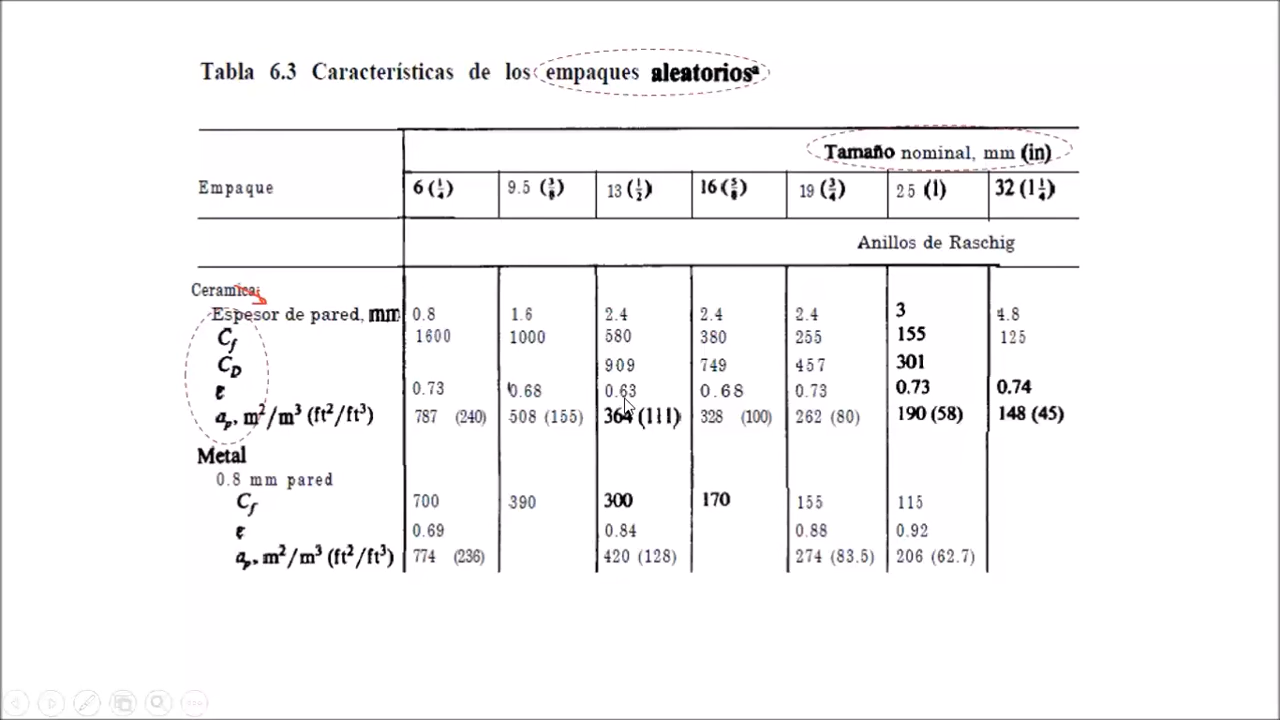 Tabla 6.3 Características de los empaques aleatoriosª
Tamaño nominal, mm (in)
Empaque 6 (1/4) 9.5 (3/8) 13 (1/2) 16 (5/8) 19 (3/4) 25 (1) 32 (1 1/4)
Anillos de Raschig
Ceramica:
Espesor de pared, mm 0.8 1.6 2.4 2.4 2.4 3 4.8
C_f 1600 1000 580 380 255 155 125
C_D 909 749 457 301
ε 0.73 0.68 0.63 0.68 0.73 0.73 0.74
a_p, m²/m³ (ft²/ft³) 787 (240) 508 (155) 364 (111) 328 (100) 262 (80) 190 (58) 148 (45)
Metal
0.8 mm pared
C_f 700 390 300 170 155 115
ε 0.69 0.84 0.88 0.92
a_p, m²/m³ (ft²/ft³) 774 (236) 420 (128) 274 (83.5) 206 (62.7)